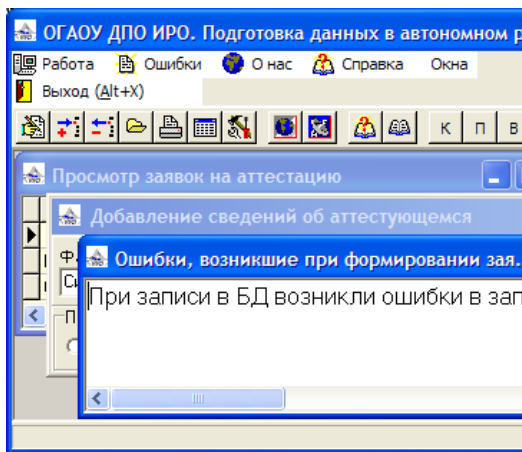 ОГАОУ ДПО ИРО. Подготовка данных в автономном р
Работа Ошибки О нас Справка Окна
Выход (Alt+X)
К П В
Просмотр заявок на аттестацию
Добавление сведений об аттестующемся
Ошибки, возникшие при формировании зая...
При записи в БД возникли ошибки в зап